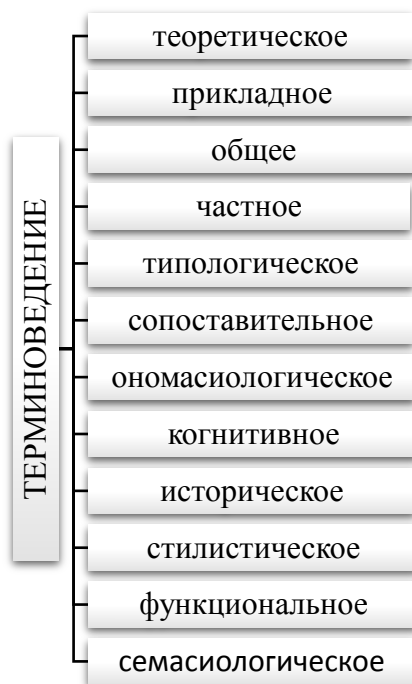 ТЕРМИНОВЕДЕНИЕ
теоретическое
прикладное
общее
частное
типологическое
сопоставительное
ономасиологическое
когнитивное
историческое
стилистическое
функциональное
семасиологическое